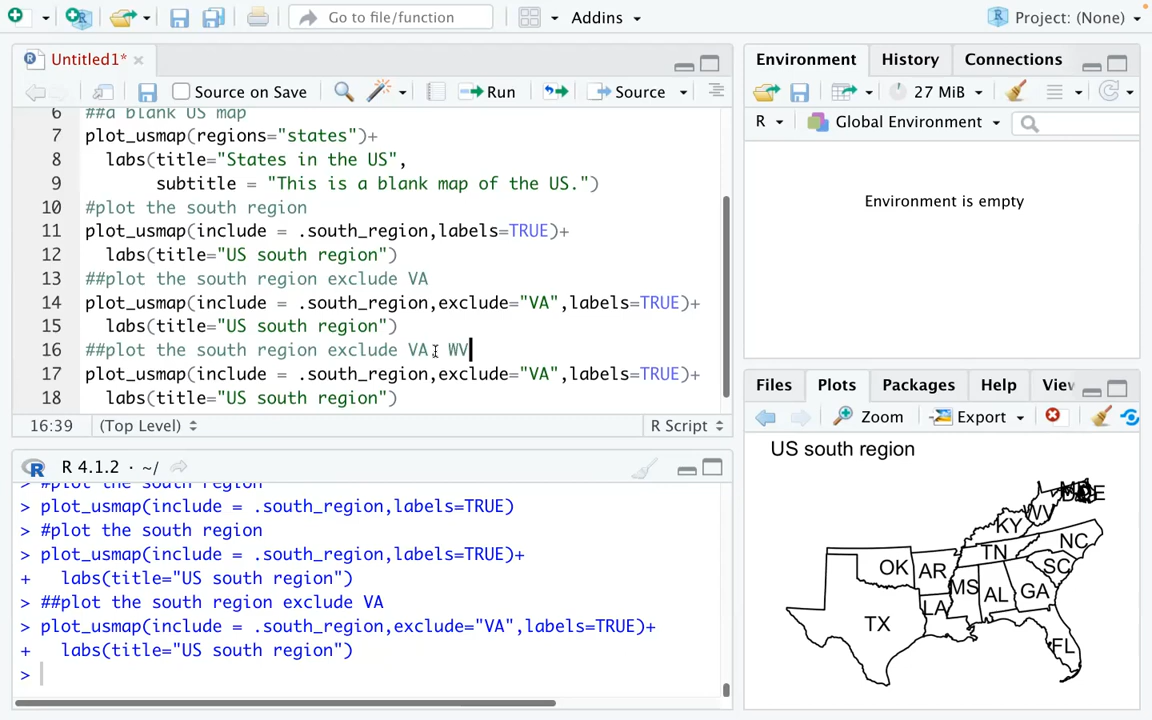 Go to file/function
Addins
Project: (None)
Untitled1*
Source on Save
Run
Source
6 ##a blank US map
7 plot_usmap(regions="states")+
8 labs(title="States in the US",
9 subtitle = "This is a blank map of the US.")
10 #plot the south region
11 plot_usmap(include = .south_region,labels=TRUE)+
12 labs(title="US south region")
13 ##plot the south region exclude VA
14 plot_usmap(include = .south_region,exclude="VA",labels=TRUE)+
15 labs(title="US south region")
16 ##plot the south region exclude VA, WV
17 plot_usmap(include = .south_region,exclude="VA",labels=TRUE)+
18 labs(title="US south region")
16:39 (Top Level) R Script
R R 4.1.2 · ~/
> #plot the south region
> plot_usmap(include = .south_region,labels=TRUE)
> #plot the south region
> plot_usmap(include = .south_region,labels=TRUE)+
+ labs(title="US south region")
> ##plot the south region exclude VA
> plot_usmap(include = .south_region,exclude="VA",labels=TRUE)+
+ labs(title="US south region")
>
Environment History Connections
27 MiB
R Global Environment
Environment is empty
Files Plots Packages Help
Zoom Export
US south region
WV
KY
NC
TN
OK AR SC
MS AL GA
LA
TX
FL